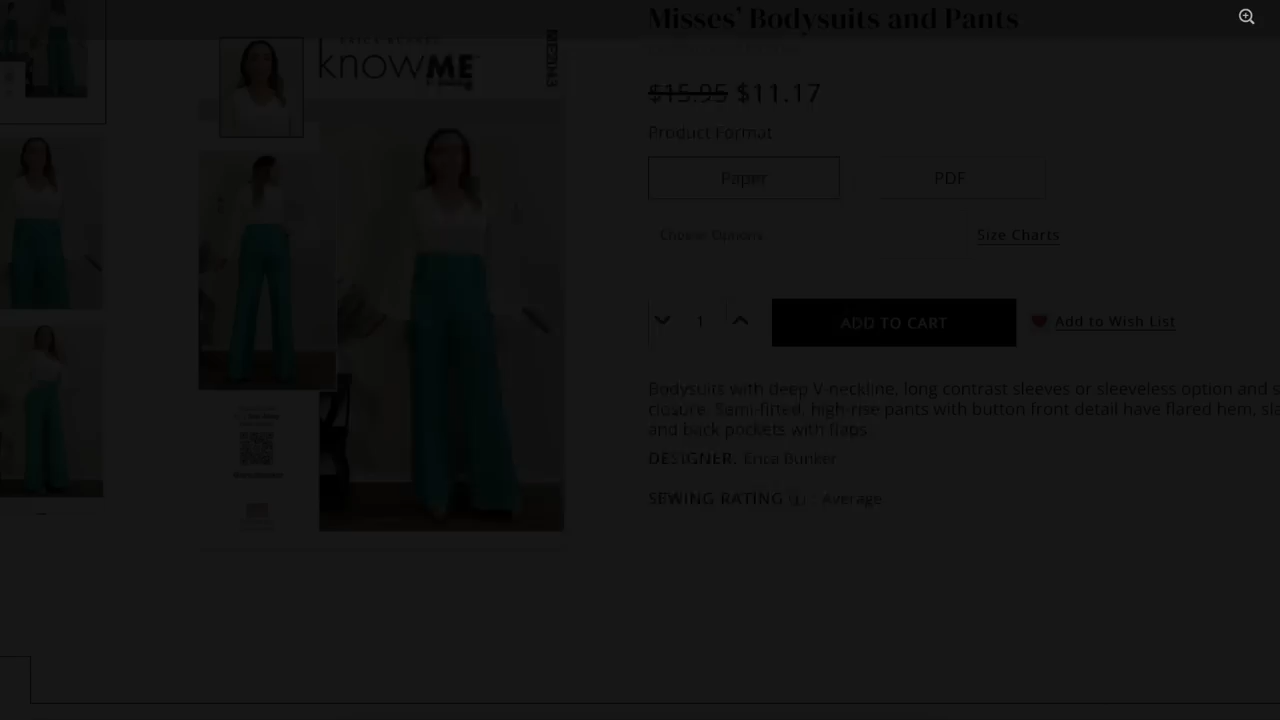 Misses' Bodysuits and Pants
ERICA BUNKER
knowME
$15.95 $11.17
Product Format
Paper
PDF
Choose Options
Size Charts
1
ADD TO CART
Add to Wish List
Bodysuits with deep V-neckline, long contrast sleeves or sleeveless option and s
closure. Semi-fitted, high-rise pants with button front detail have flared hem,
and back pockets with flaps.
DESIGNER: Erica Bunker
SEWING RATING Average